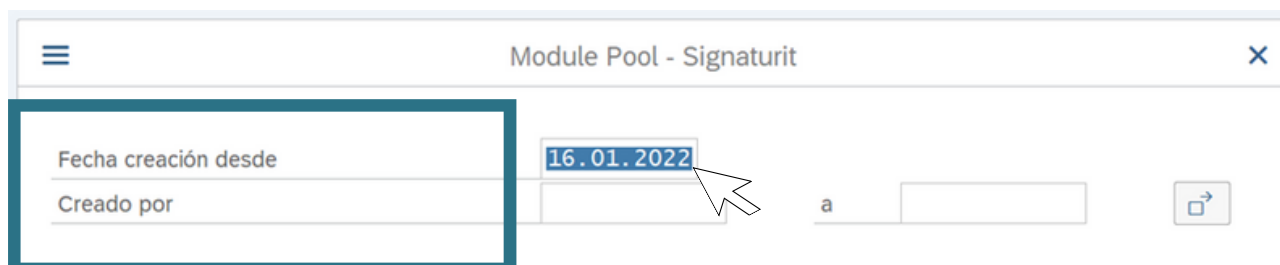 Module Pool - Signaturit
Fecha creación desde 16.01.2022
Creado por a